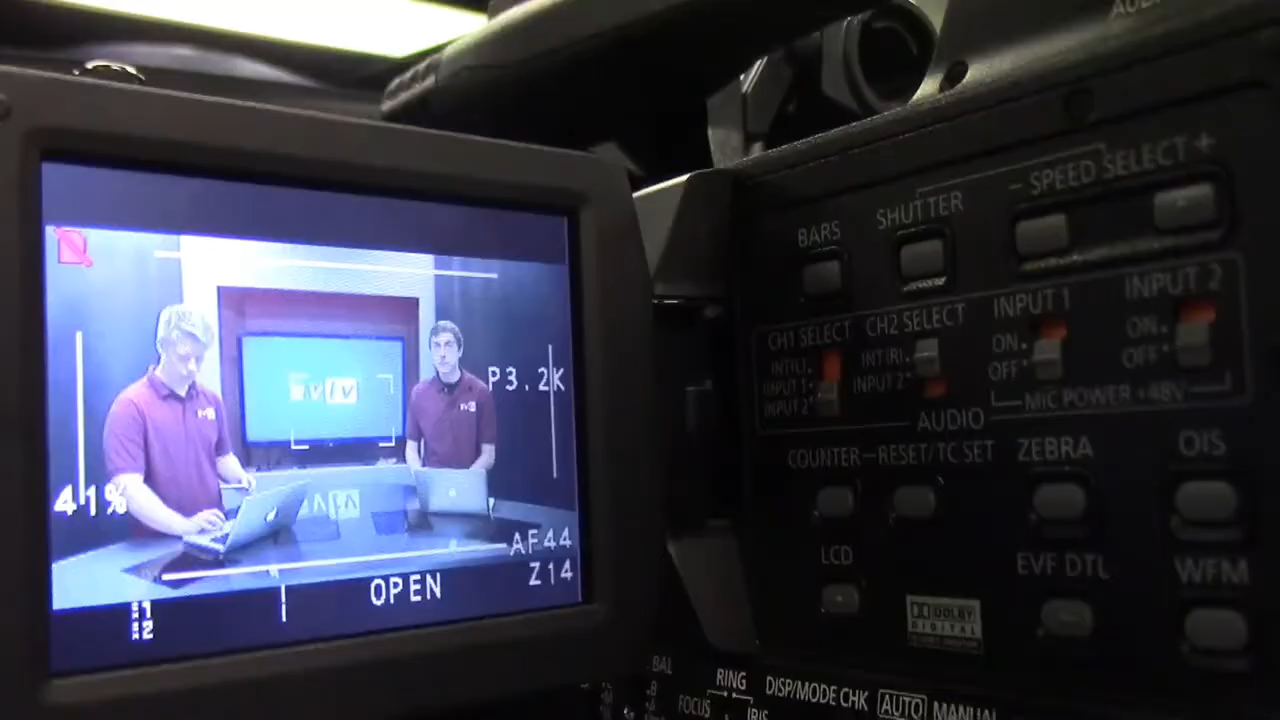 P3.2K
41%
AF44
Z14
OPEN
- SPEED SELECT +
SHUTTER
BARS
INPUT 2
INPUT 1
CH2 SELECT
CH1 SELECT
ON
OFF
ON
OFF
INT(R)
INPUT 2
INT(L)
INPUT 1
INPUT 2
MIC POWER +48V
AUDIO
COUNTER - RESET/TC SET
ZEBRA
OIS
LCD
EVF DTL
WFM
DOLBY
DIGITAL
BAL
RING
DISP/MODE CHK
AUTO
MANUAL
FOCUS
IRIS